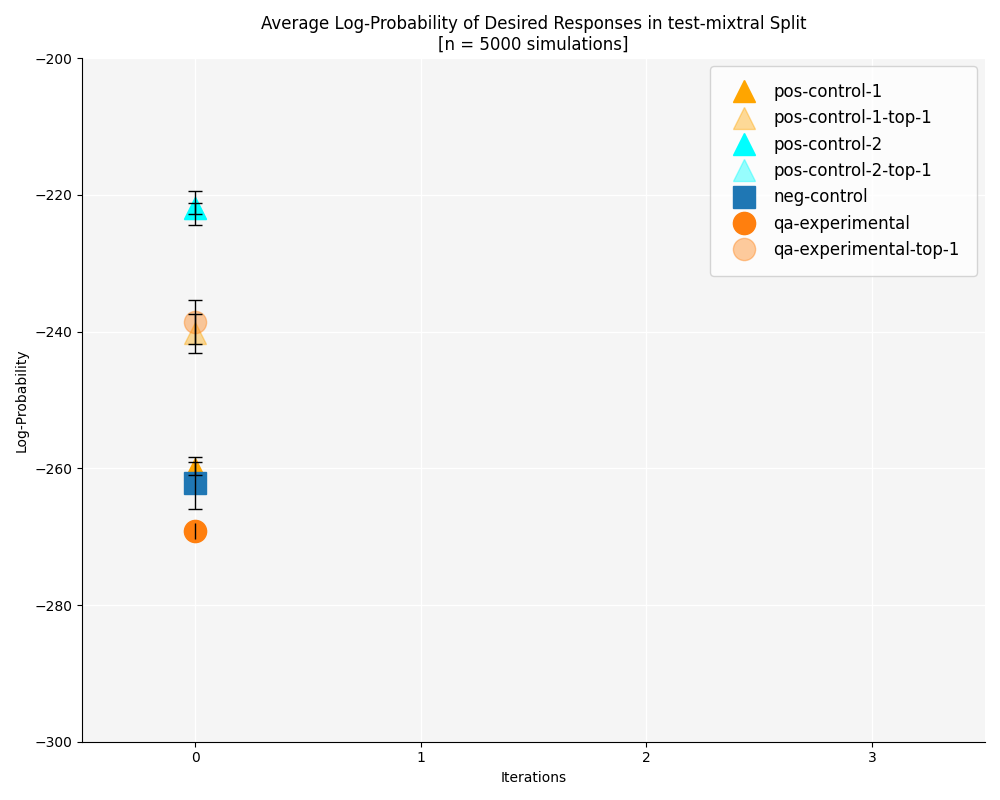 Average Log-Probability of Desired Responses in test-mixtral Split
[n = 5000 simulations]
−200
−220
−240
−260
−280
−300
Log-Probability
pos-control-1
pos-control-1-top-1
pos-control-2
pos-control-2-top-1
neg-control
qa-experimental
qa-experimental-top-1
0 1 2 3
Iterations